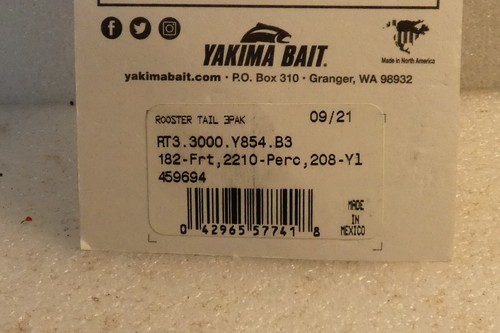 YAKIMA BAIT.
Made in North America
yakimabait.com • P.O. Box 310 • Granger, WA 98932
ROOSTER TAIL 3PAK 09/21
RT3.3000.Y854.B3
182-Frt,2210-Perc,208-Yl
459694
MADE
IN
MEXICO
0 42965 57741 8